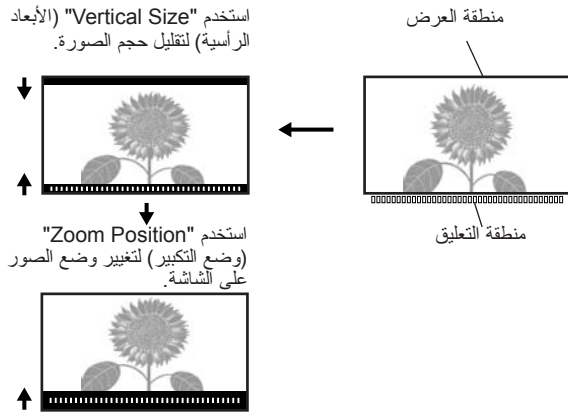 منطقة العرض
منطقة التعليق
استخدم "Vertical Size" (الأبعاد
الرأسية) لتقليل حجم الصورة.
استخدم "Zoom Position"
(وضع التكبير) لتغيير وضع الصور
على الشاشة.